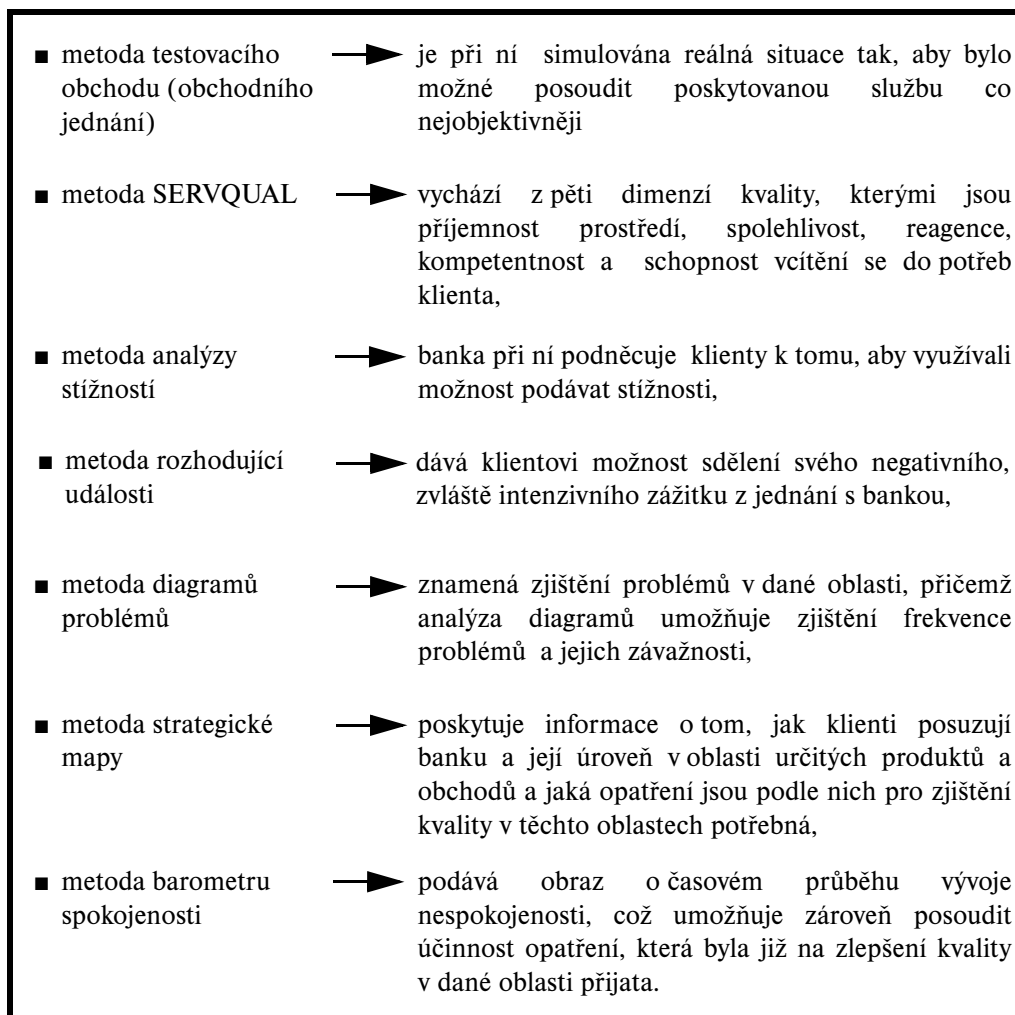 ■ metoda testovacího obchodu (obchodního jednání)
je při ní simulována reálná situace tak, aby bylo
možné posoudit poskytovanou službu co
nejobjektivněji
■ metoda SERVQUAL
vychází z pěti dimenzí kvality, kterými jsou
příjemnost prostředí, spolehlivost, reagence,
kompetentnost a schopnost vcítění se do potřeb
klienta,
■ metoda analýzy
stížností
banka při ní podněcuje klienty k tomu, aby využívali
možnost podávat stížnosti,
■ metoda rozhodující
události
dává klientovi možnost sdělení svého negativního,
zvláště intenzivního zážitku z jednání s bankou,
■ metoda diagramů
problémů
znamená zjištění problémů v dané oblasti, přičemž
analýza diagramů umožňuje zjištění frekvence
problémů a jejich závažnosti,
■ metoda strategické
mapy
poskytuje informace o tom, jak klienti posuzují
banku a její úroveň v oblasti určitých produktů a
obchodů a jaká opatření jsou podle nich pro zjištění
kvality v těchto oblastech potřebná,
■ metoda barometru
spokojenosti
podává obraz o časovém průběhu vývoje
nespokojenosti, což umožňuje zároveň posoudit
účinnost opatření, která byla již na zlepšení kvality
v dané oblasti přijata.